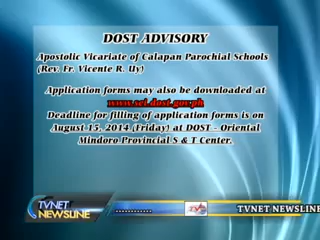 DOST ADVISORY
Apostolic Vicariate of Calapan Parochial Schools
(Rev. Fr. Vicente R. Uy)
Application forms may also be downloaded at
www.sei.dost.gov.ph
Deadline for filling of application forms is on
August 15, 2014 (Friday) at DOST - Oriental
Mindoro Provincial S & T Center.
TVNET
NEWSLINE
............
TVNET NEWSLINE